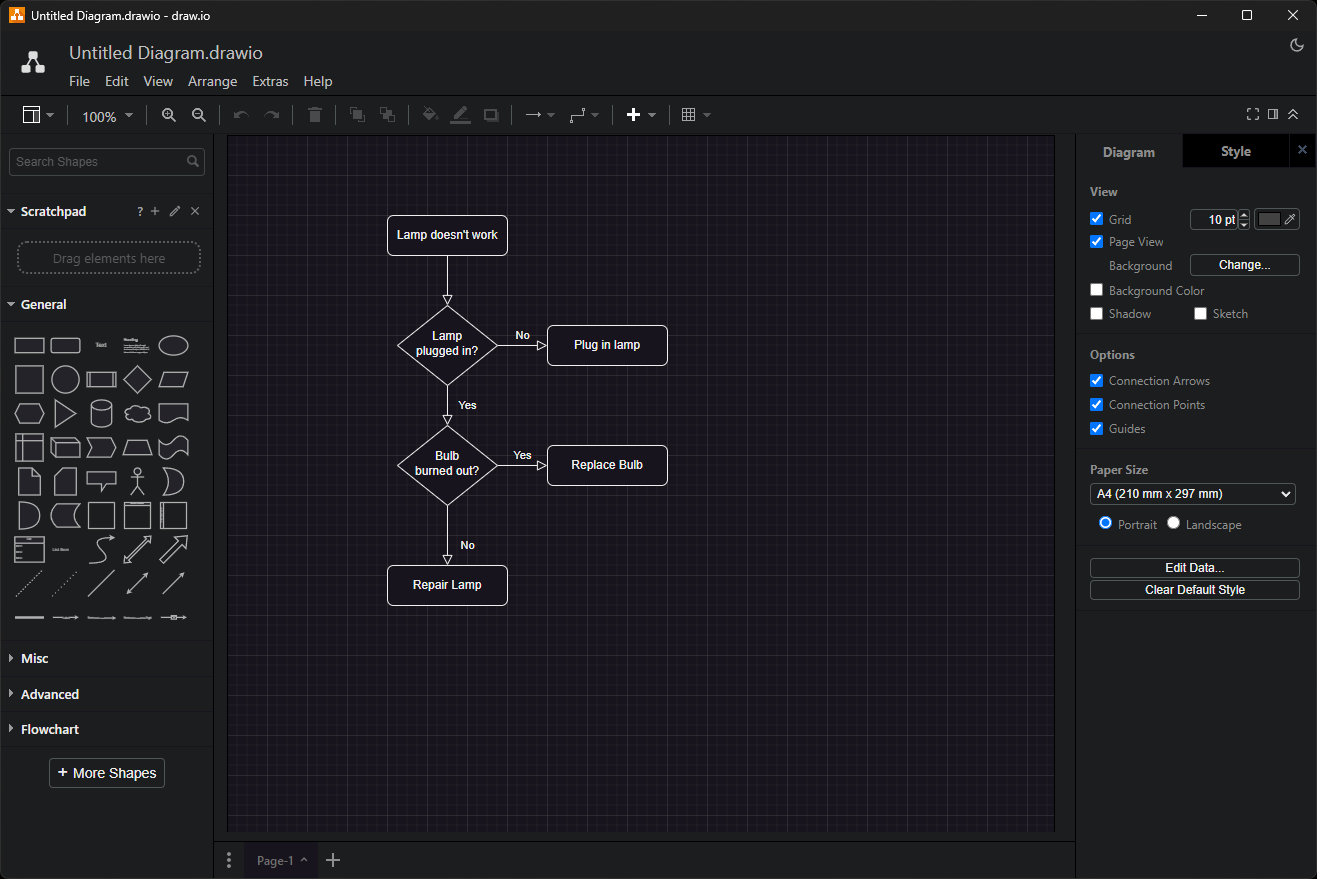 Untitled Diagram.drawio - draw.io
Untitled Diagram.drawio
File Edit View Arrange Extras Help
100%
Search Shapes
Scratchpad
?
Drag elements here
General
Text
Heading
List Item
Misc
Advanced
Flowchart
+ More Shapes
Lamp doesn't work
Lamp
plugged in?
No
Plug in lamp
Yes
Bulb
burned out?
Yes
Replace Bulb
No
Repair Lamp
Page-1
Diagram
Style
View
Grid
10 pt
Page View
Background
Change...
Background Color
Shadow
Sketch
Options
Connection Arrows
Connection Points
Guides
Paper Size
A4 (210 mm x 297 mm)
Portrait
Landscape
Edit Data...
Clear Default Style